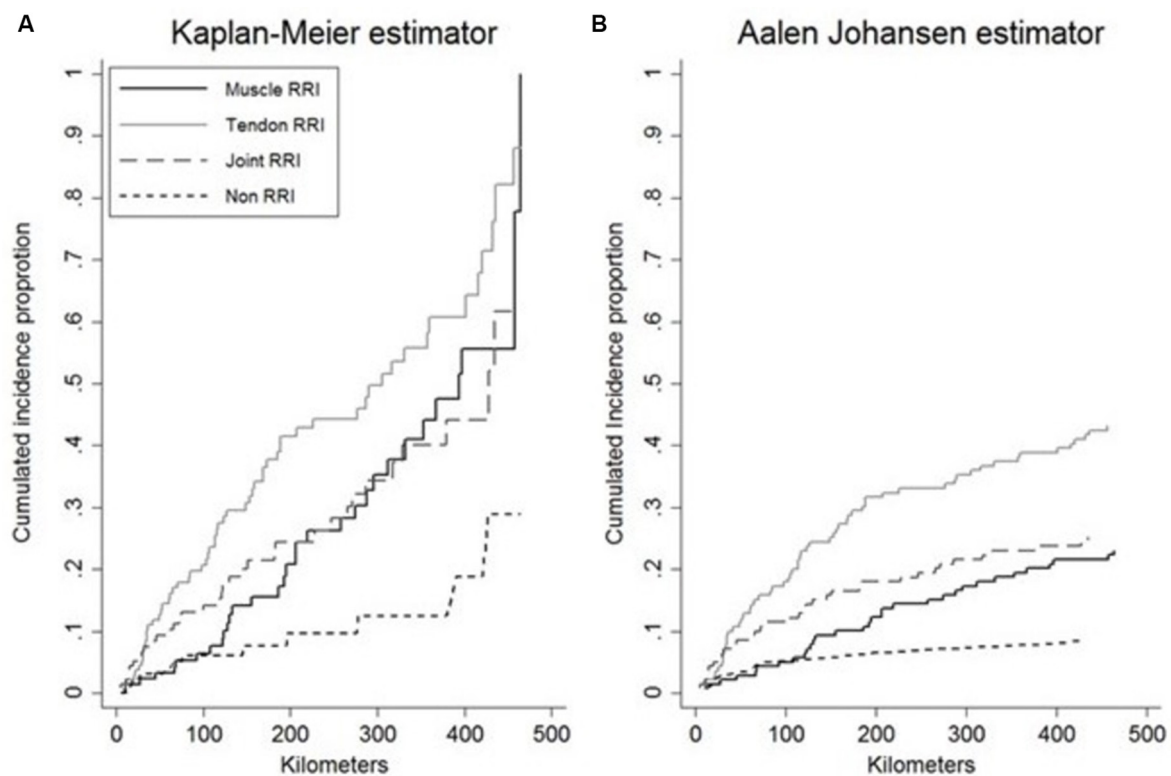 A
Kaplan-Meier estimator
Cumulated incidence proprotion
1
.9
.8
.7
.6
.5
.4
.3
.2
.1
0
Muscle RRI
Tendon RRI
Joint RRI
Non RRI
0 100 200 300 400 500
Kilometers
B
Aalen Johansen estimator
Cumulated Incidence proportion
1
.9
.8
.7
.6
.5
.4
.3
.2
.1
0
0 100 200 300 400 500
Kilometers